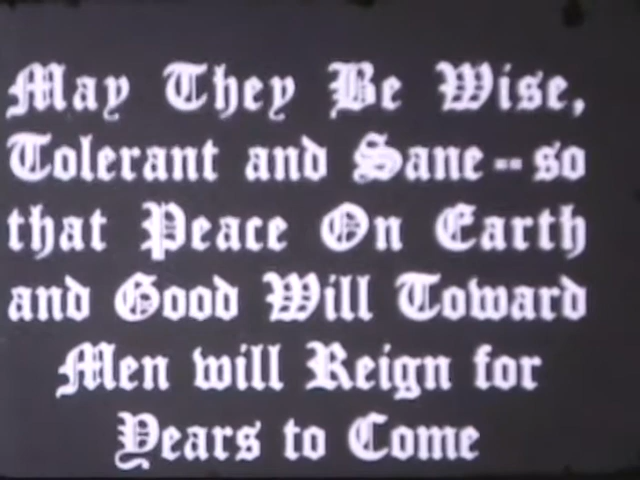 May They Be Wise,
Tolerant and Sane--so
that Peace On Earth
and Good Will Toward
Men will Reign for
Years to Come